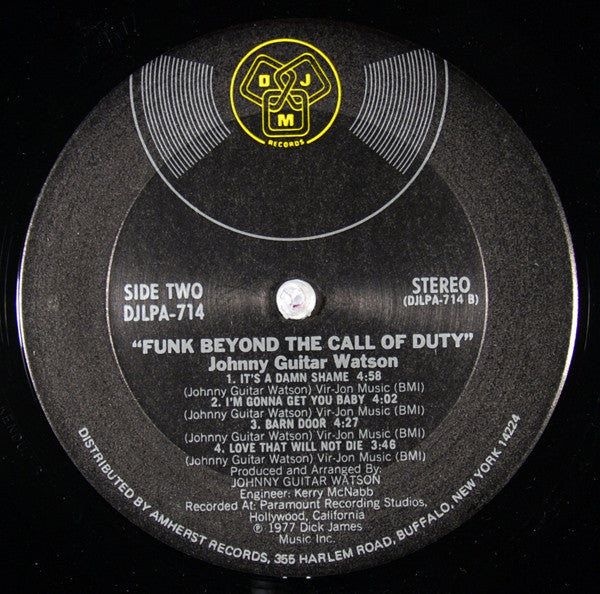 D J
M
RECORDS
SIDE TWO
DJLPA-714
STEREO
(DJLPA-714 B)
"FUNK BEYOND THE CALL OF DUTY"
Johnny Guitar Watson
1. IT'S A DAMN SHAME 4:58
(Johnny Guitar Watson) Vir-Jon Music (BMI)
2. I'M GONNA GET YOU BABY 4:02
(Johnny Guitar Watson) Vir-Jon Music (BMI)
3. BARN DOOR 4:27
(Johnny Guitar Watson) Vir-Jon Music (BMI)
4. LOVE THAT WILL NOT DIE 3:46
(Johnny Guitar Watson) Vir-Jon Music (BMI)
Produced and Arranged By:
JOHNNY GUITAR WATSON
Engineer: Kerry McNabb
Recorded At: Paramount Recording Studios,
Hollywood, California
℗ 1977 Dick James
Music Inc.
DISTRIBUTED BY AMHERST RECORDS, 355 HARLEM ROAD, BUFFALO, NEW YORK 14224